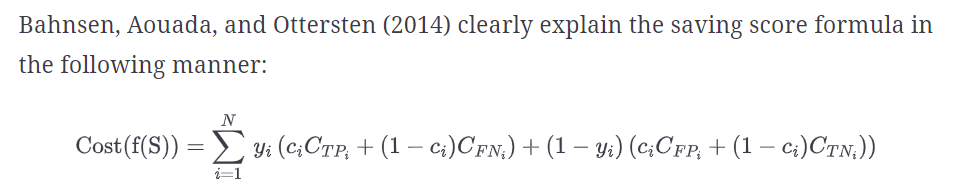 Bahnsen, Aouada, and Ottersten (2014) clearly explain the saving score formula in
the following manner:
Cost(f(S)) = \sum_{i=1}^{N} y_i (c_i C_{TP_i} + (1 − c_i)C_{FN_i}) + (1 − y_i) (c_i C_{FP_i} + (1 − c_i)C_{TN_i}))